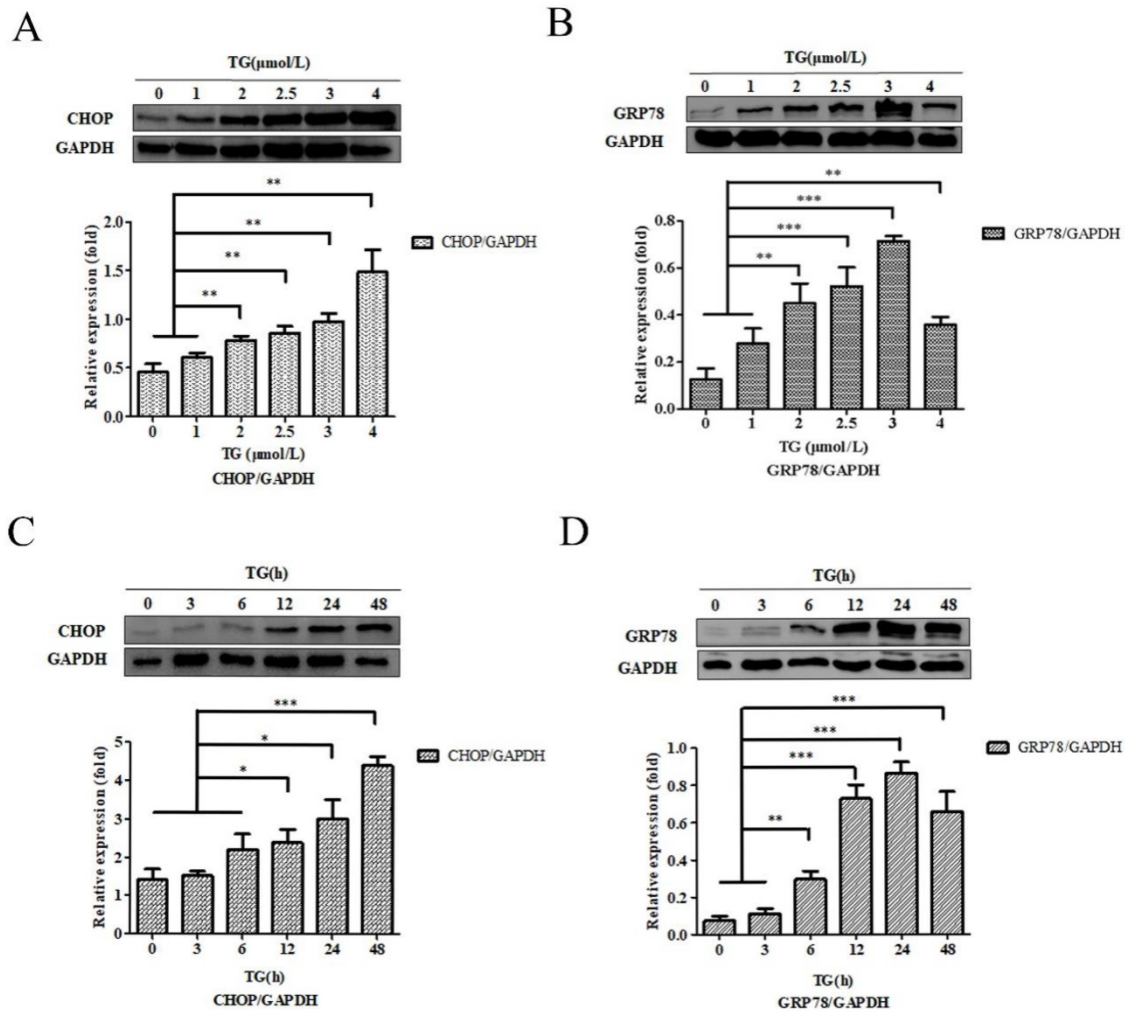 A
TG(μmol/L)
0 1 2 2.5 3 4
CHOP
GAPDH
**
**
**
**
2.0
1.5
1.0
0.5
0.0
Relative expression (fold)
CHOP/GAPDH
0 1 2 2.5 3 4
TG (μmol/L)
CHOP/GAPDH
B
TG(μmol/L)
0 1 2 2.5 3 4
GRP78
GAPDH
**
***
***
**
0.8
0.6
0.4
0.2
0.0
Relative expression (fold)
GRP78/GAPDH
0 1 2 2.5 3 4
TG (μmol/L)
GRP78/GAPDH
C
TG(h)
0 3 6 12 24 48
CHOP
GAPDH
***
*
*
5
4
3
2
1
0
Relative expression (fold)
CHOP/GAPDH
0 3 6 12 24 48
TG(h)
CHOP/GAPDH
D
TG(h)
0 3 6 12 24 48
GRP78
GAPDH
***
***
***
**
1.0
0.8
0.6
0.4
0.2
0.0
Relative expression (fold)
GRP78/GAPDH
0 3 6 12 24 48
TG(h)
GRP78/GAPDH